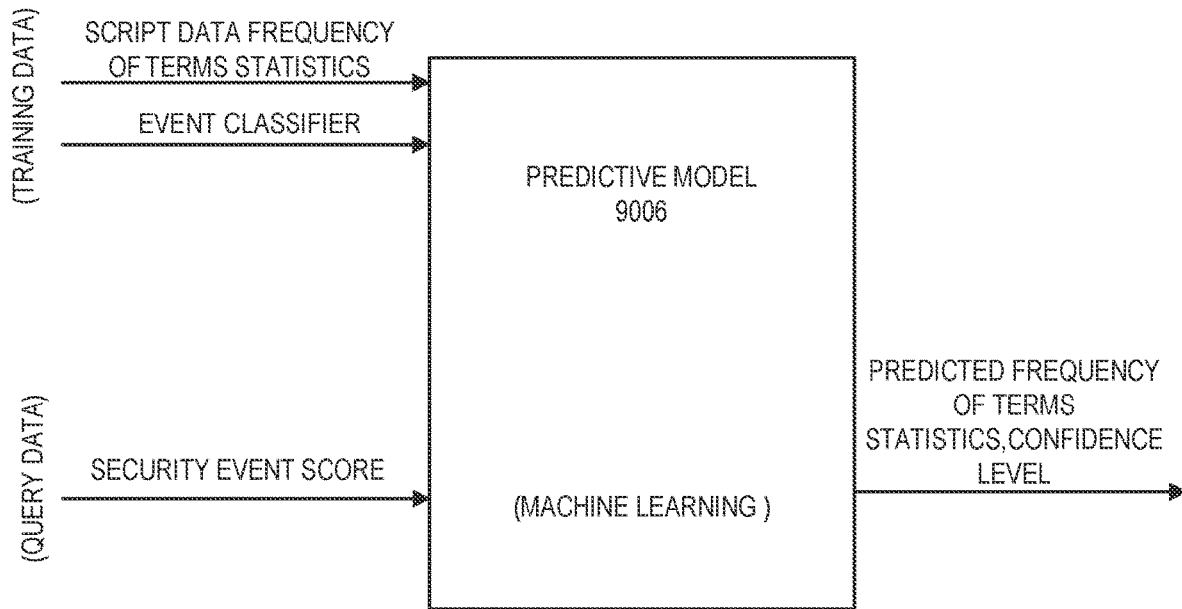 (TRAINING DATA)
SCRIPT DATA FREQUENCY
OF TERMS STATISTICS
EVENT CLASSIFIER
PREDICTIVE MODEL
9006
(QUERY DATA)
SECURITY EVENT SCORE
(MACHINE LEARNING )
PREDICTED FREQUENCY
OF TERMS
STATISTICS,CONFIDENCE
LEVEL